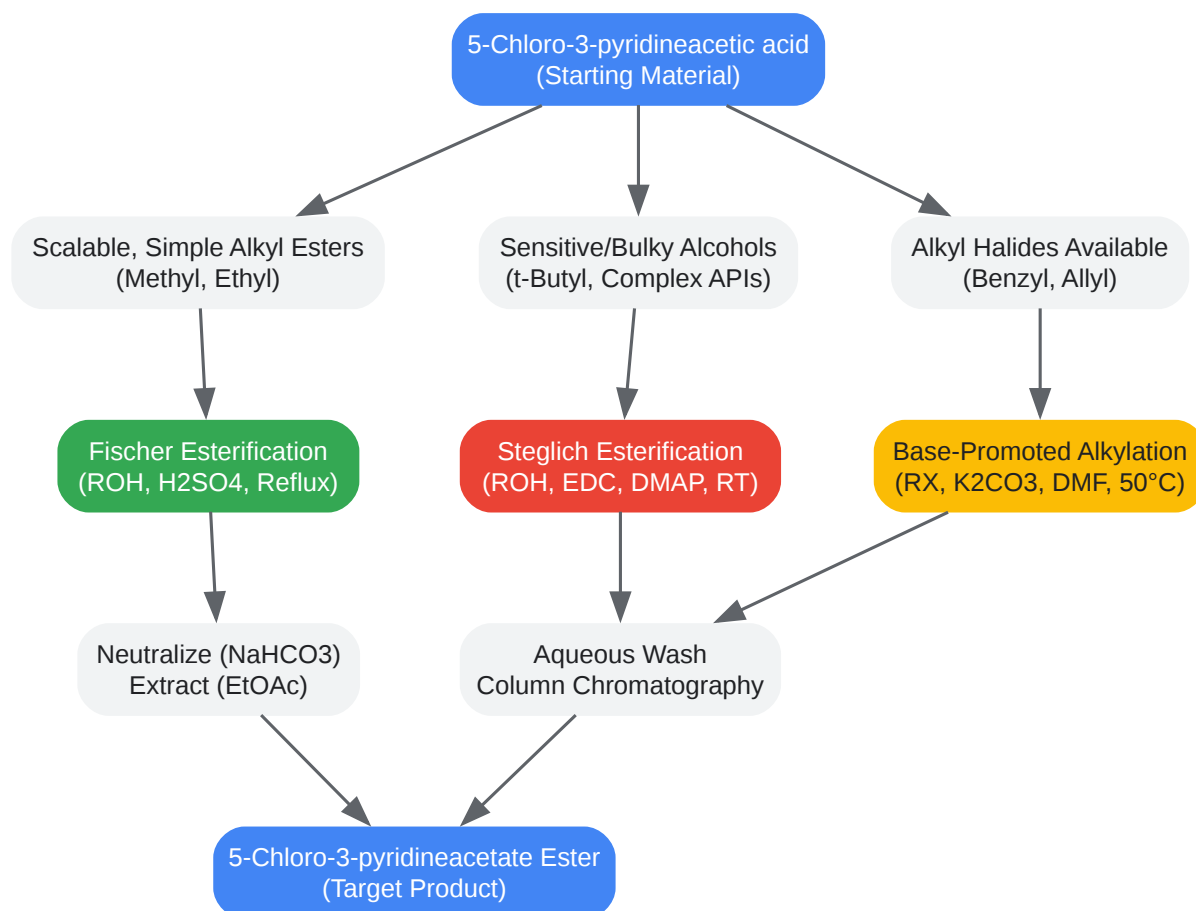 5-Chloro-3-pyridineacetic acid
(Starting Material)
Scalable, Simple Alkyl Esters
(Methyl, Ethyl)
Sensitive/Bulky Alcohols
(t-Butyl, Complex APIs)
Alkyl Halides Available
(Benzyl, Allyl)
Fischer Esterification
(ROH, H2SO4, Reflux)
Steglich Esterification
(ROH, EDC, DMAP, RT)
Base-Promoted Alkylation
(RX, K2CO3, DMF, 50°C)
Neutralize (NaHCO3)
Extract (EtOAc)
Aqueous Wash
Column Chromatography
5-Chloro-3-pyridineacetate Ester
(Target Product)